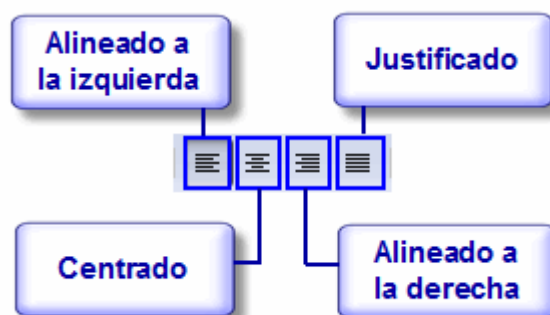 Alineado a
la izquierda
Justificado
Centrado
Alineado a
la derecha